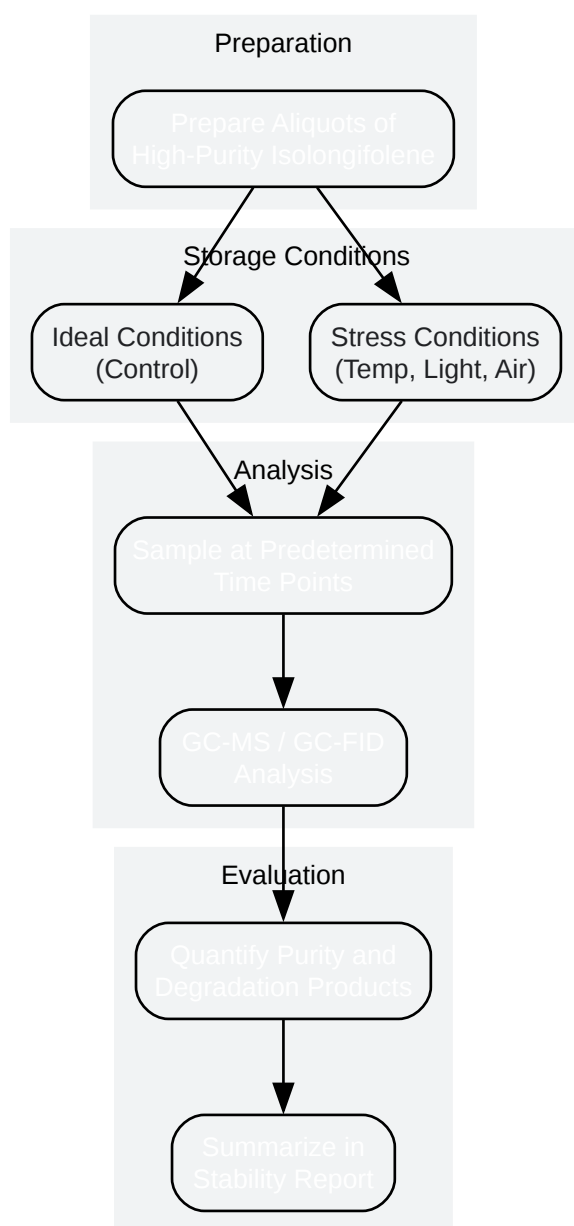 Preparation
Prepare Aliquots of
High-Purity Isolongifolene
Storage Conditions
Ideal Conditions
(Control)
Stress Conditions
(Temp, Light, Air)
Analysis
Sample at Predetermined
Time Points
GC-MS / GC-FID
Analysis
Evaluation
Quantify Purity and
Degradation Products
Summarize in
Stability Report